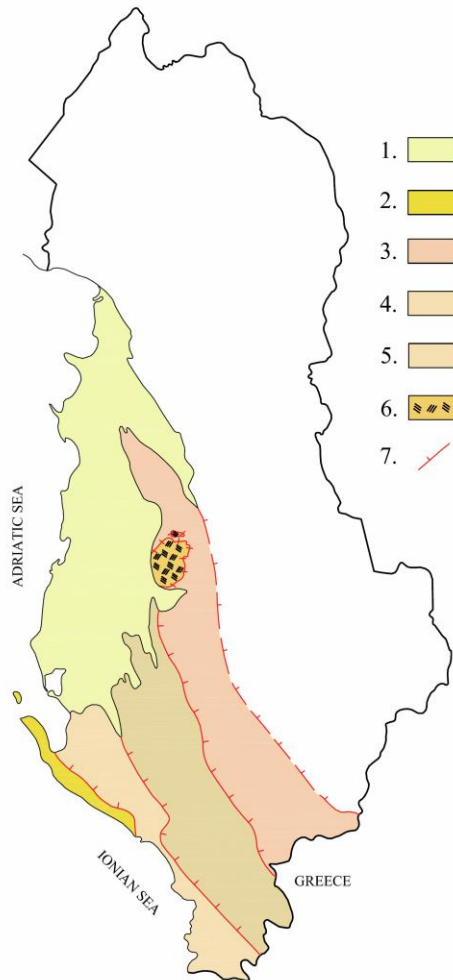 1.
2.
3.
4.
5.
6.
7.
ADRIATIC SEA
IONIAN SEA
GREECE